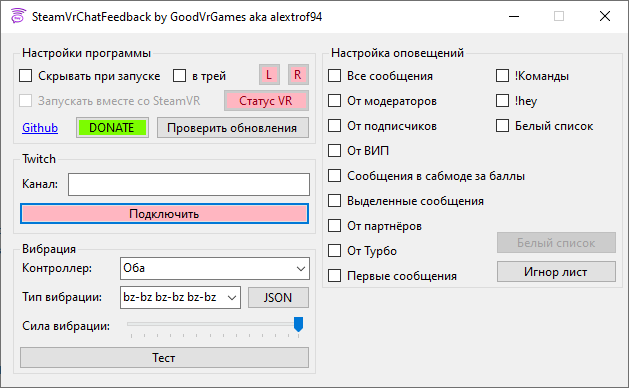 SteamVrChatFeedback by GoodVrGames aka alextrof94
Настройки программы
Скрывать при запуске
в трей
L
R
Запускать вместе со SteamVR
Статус VR
Github
DONATE
Проверить обновления
Twitch
Канал:
Подключить
Вибрация
Контроллер:
Оба
Тип вибрации:
bz-bz bz-bz bz-bz
JSON
Сила вибрации:
Тест
Настройка оповещений
Все сообщения
!Команды
От модераторов
!hey
От подписчиков
Белый список
От ВИП
Сообщения в сабмоде за баллы
Выделенные сообщения
От партнёров
От Турбо
Белый список
Первые сообщения
Игнор лист